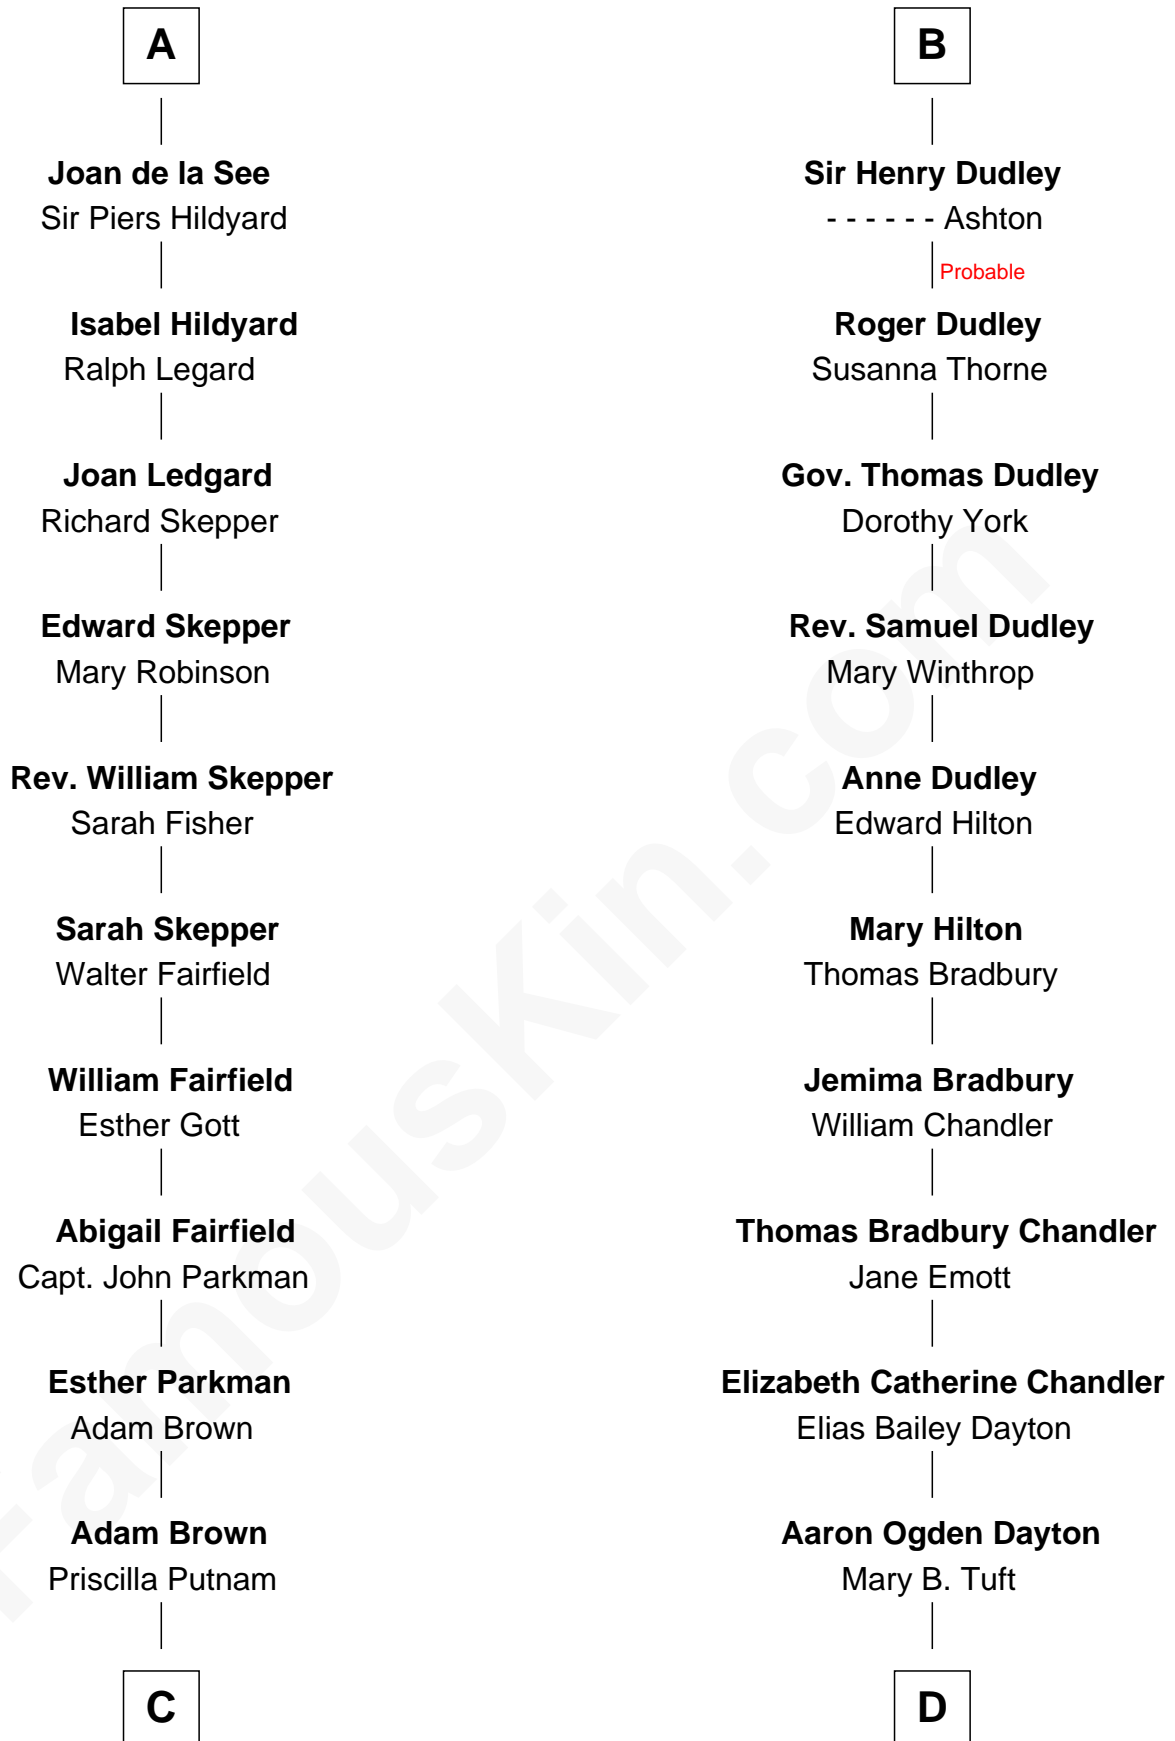 A
Joan de la See
Sir Piers Hildyard
Isabel Hildyard
Ralph Legard
Joan Ledgard
Richard Skepper
Edward Skepper
Mary Robinson
Rev. William Skepper
Sarah Fisher
Sarah Skepper
Walter Fairfield
William Fairfield
Esther Gott
Abigail Fairfield
Capt. John Parkman
Esther Parkman
Adam Brown
Adam Brown
Priscilla Putnam
C
B
Sir Henry Dudley
- - - - - - Ashton
Probable
Roger Dudley
Susanna Thorne
Gov. Thomas Dudley
Dorothy York
Rev. Samuel Dudley
Mary Winthrop
Anne Dudley
Edward Hilton
Mary Hilton
Thomas Bradbury
Jemima Bradbury
William Chandler
Thomas Bradbury Chandler
Jane Emott
Elizabeth Catherine Chandler
Elias Bailey Dayton
Aaron Ogden Dayton
Mary B. Tuft
D
FamousKin.com